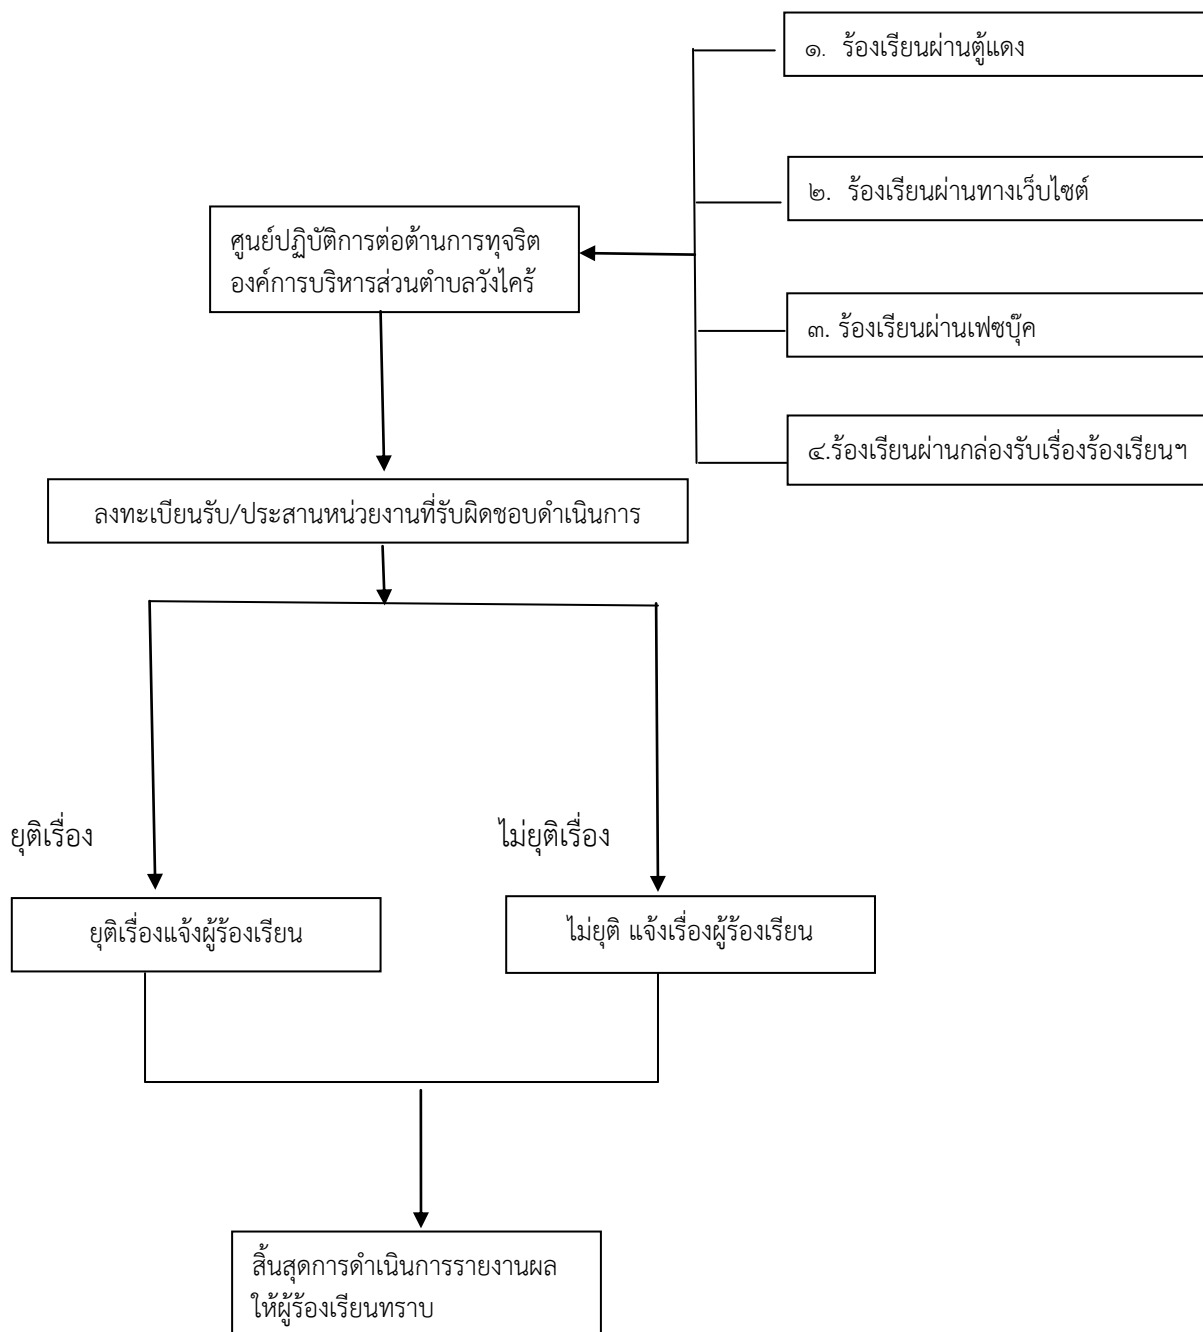 ๑. ร้องเรียนผ่านตู้แดง
๒. ร้องเรียนผ่านทางเว็บไซต์
ศูนย์ปฏิบัติการต่อต้านการทุจริต
องค์การบริหารส่วนตำบลวังไคร้
๓. ร้องเรียนผ่านเฟซบุ๊ค
๔.ร้องเรียนผ่านกล่องรับเรื่องร้องเรียนฯ
ลงทะเบียนรับ/ประสานหน่วยงานที่รับผิดชอบดำเนินการ
ยุติเรื่อง
ไม่ยุติเรื่อง
ยุติเรื่องแจ้งผู้ร้องเรียน
ไม่ยุติ แจ้งเรื่องผู้ร้องเรียน
สิ้นสุดการดำเนินการรายงานผล
ให้ผู้ร้องเรียนทราบ